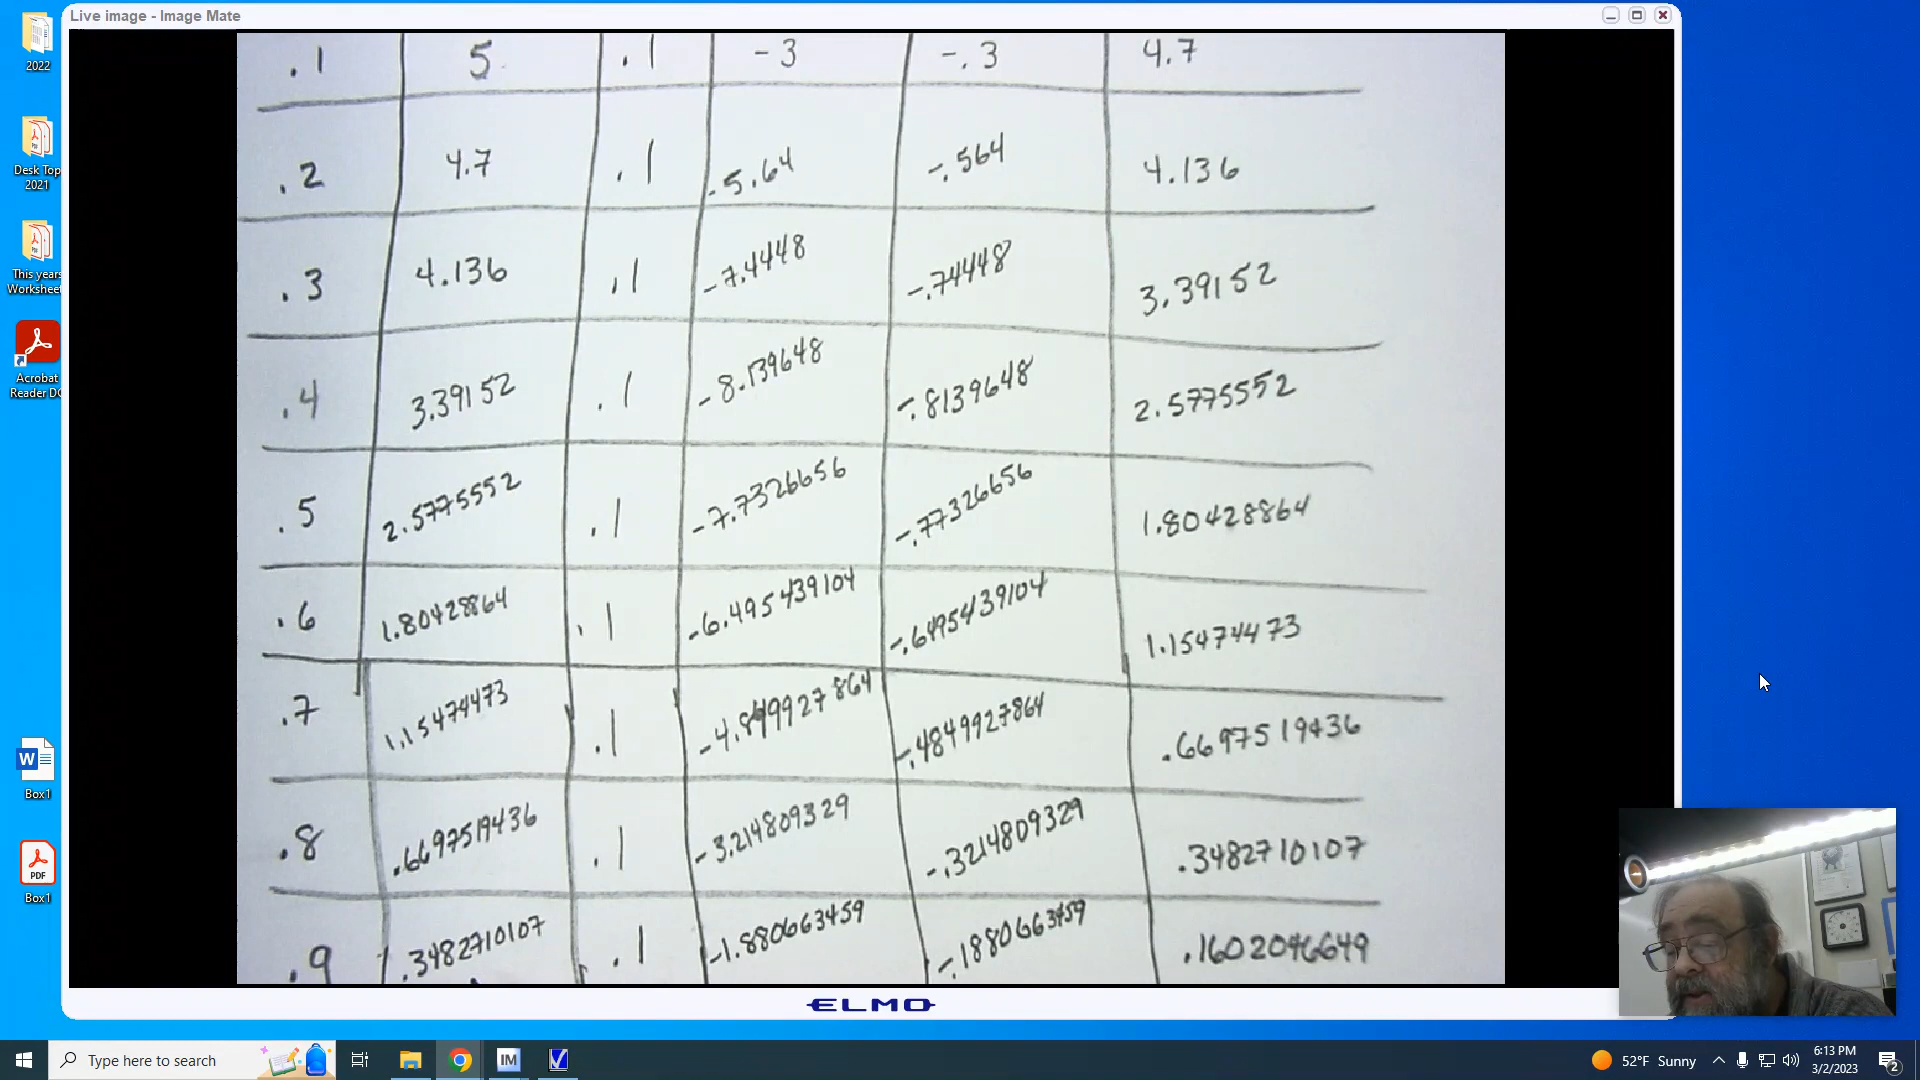 Live image - Image Mate
2022
Desk Top 2021
This years Worksheet
Acrobat Reader DC
Box1
Box1
.1 5 .1 -3 -.3 4.7
.2 4.7 .1 -5.64 -.564 4.136
.3 4.136 .1 -7.4448 -.74448 3.39152
.4 3.39152 .1 -8.139648 -.8139648 2.5775552
.5 2.5775552 .1 -7.7326656 -.77326656 1.80428864
.6 1.80428864 .1 -6.495439104 -.6495439104 1.15474473
.7 1.15474473 .1 -4.849927864 -.4849927864 .6697519436
.8 .6697519436 .1 -3.214809329 -.3214809329 .3482710107
.9 .3482710107 .1 -1.880663459 -.1880663459 .1602046649
ELMO
Type here to search
IM
52°F Sunny
6:13 PM
3/2/2023
2